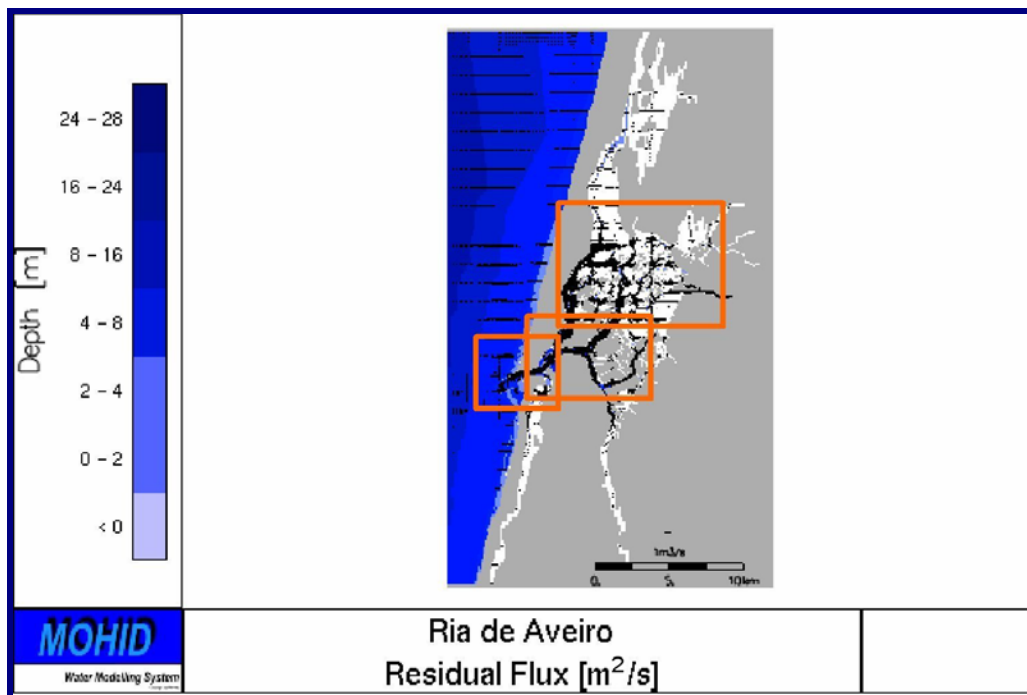 24 - 28
16 - 24
8 - 16
4 - 8
2 - 4
0 - 2
< 0
Depth [m]
1m3/s
0. 5. 10km
MOHID
Water Modelling System
Ria de Aveiro
Residual Flux [m²/s]